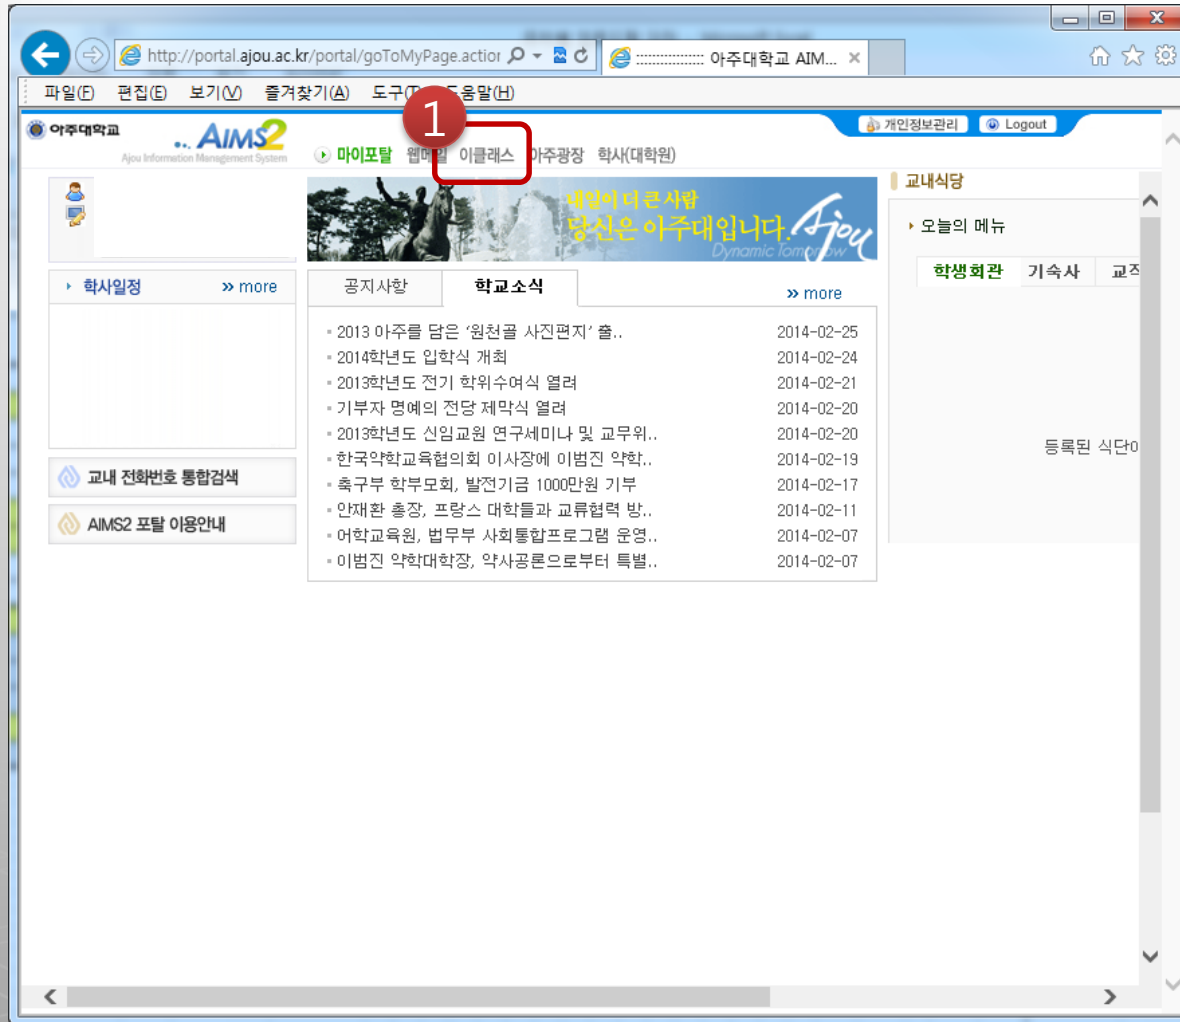 http://portal.ajou.ac.kr/portal/goToMyPage.action
아주대학교 AIM...
파일(F) 편집(E) 보기(V) 즐겨찾기(A)
1
아주대학교
AIMS2
Ajou Information Management System
마이포탈 웹메일 이클래스 아주광장 학사(대학원)
개인정보관리 Logout
내일이 더 큰 사람
당신은 아주대입니다.
Ajou
Dynamic Tomorrow
학사일정 >> more
교내 전화번호 통합검색
AIMS2 포탈 이용안내
공지사항 학교소식 >> more
2013 아주를 담은 ‘원천골 사진편지’ 출.. 2014-02-25
2014학년도 입학식 개최 2014-02-24
2013학년도 전기 학위수여식 열려 2014-02-21
기부자 명예의 전당 제막식 열려 2014-02-20
2013학년도 신임교원 연구세미나 및 교무위.. 2014-02-20
한국약학교육협의회 이사장에 이범진 약학.. 2014-02-19
축구부 학부모회, 발전기금 1000만원 기부 2014-02-17
안재환 총장, 프랑스 대학들과 교류협력 방.. 2014-02-11
어학교육원, 법무부 사회통합프로그램 운영.. 2014-02-07
이범진 약학대학장, 약사공론으로부터 특별.. 2014-02-07
교내식당
오늘의 메뉴
학생회관 기숙사 교직
등록된 식단